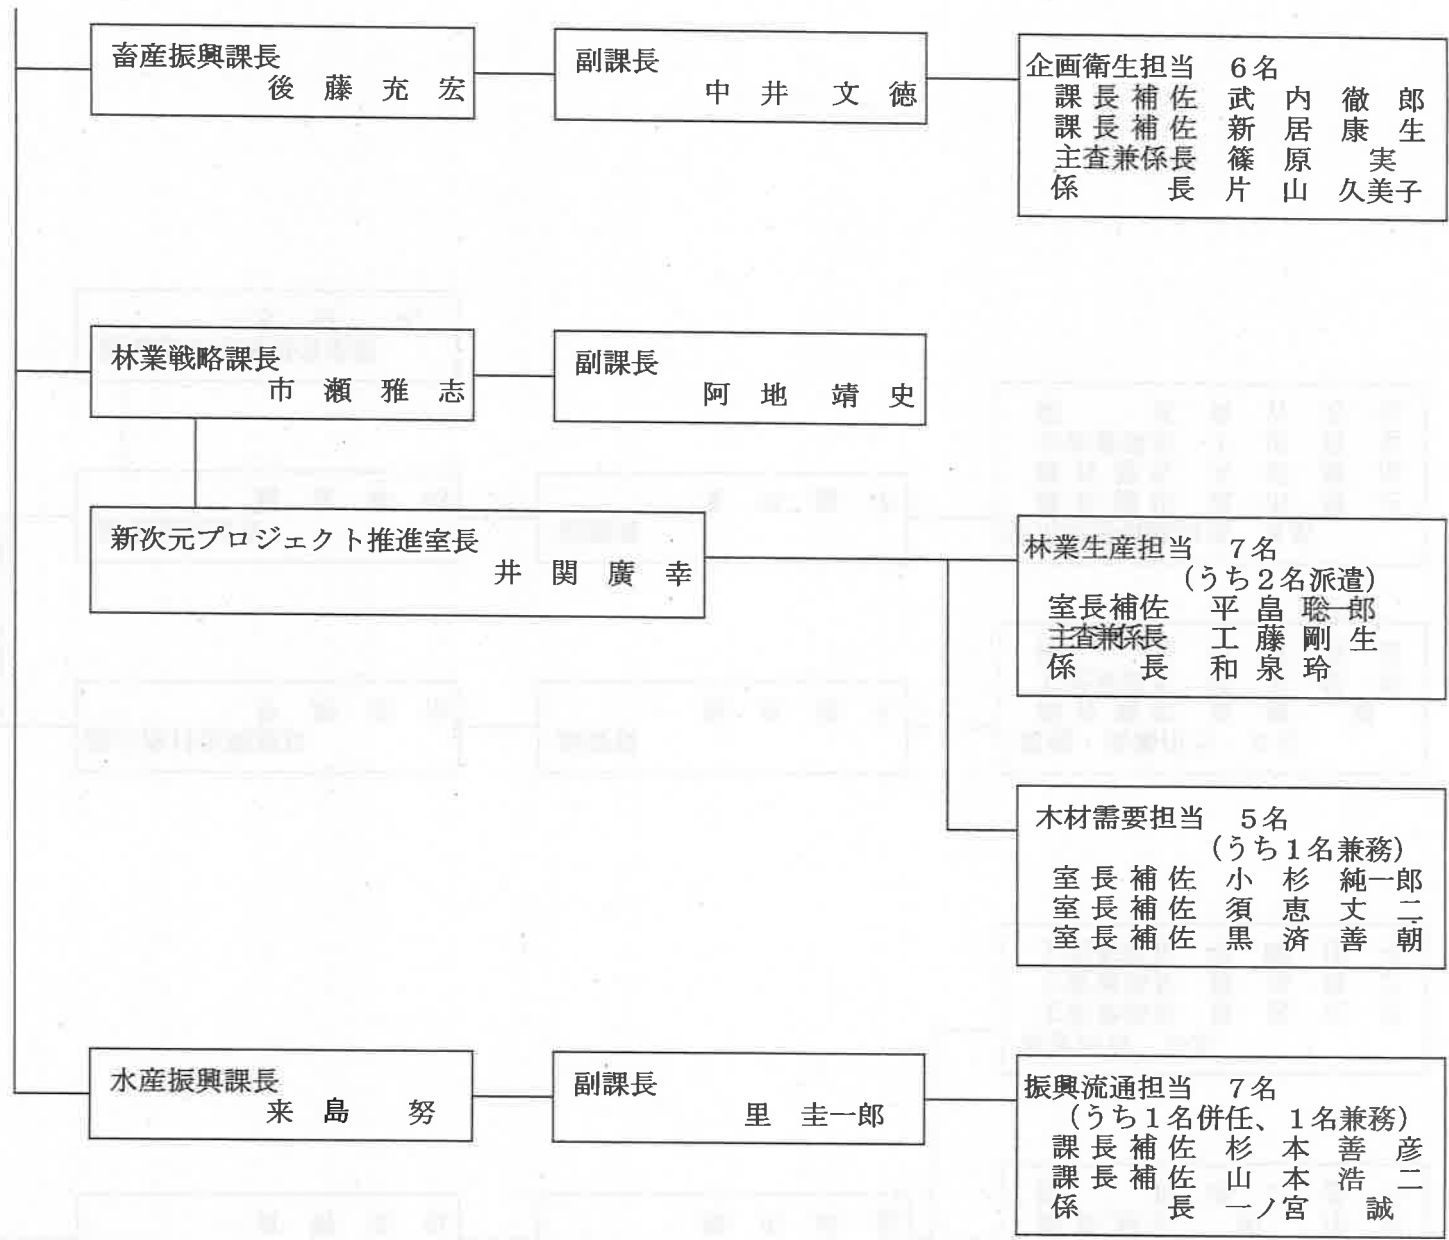 畜産振興課長
後藤充宏
副課長
中井文徳
企画衛生担当　6名
課長補佐　武内徹郎
課長補佐　新居康生
主査兼係長　篠原　実
係長　片山久美子
林業戦略課長
市瀬雅志
副課長
阿地靖史
新次元プロジェクト推進室長
井関廣幸
林業生産担当　7名
(うち2名派遣)
室長補佐　平畠聡一郎
主査兼係長　工藤剛生
係長　和泉玲
木材需要担当　5名
(うち1名兼務)
室長補佐　小杉純一郎
室長補佐　須恵丈二
室長補佐　黒済善朝
水産振興課長
来島　努
副課長
里圭一郎
振興流通担当　7名
(うち1名併任、1名兼務)
課長補佐　杉本善彦
課長補佐　山本浩二
係長　一ノ宮　誠